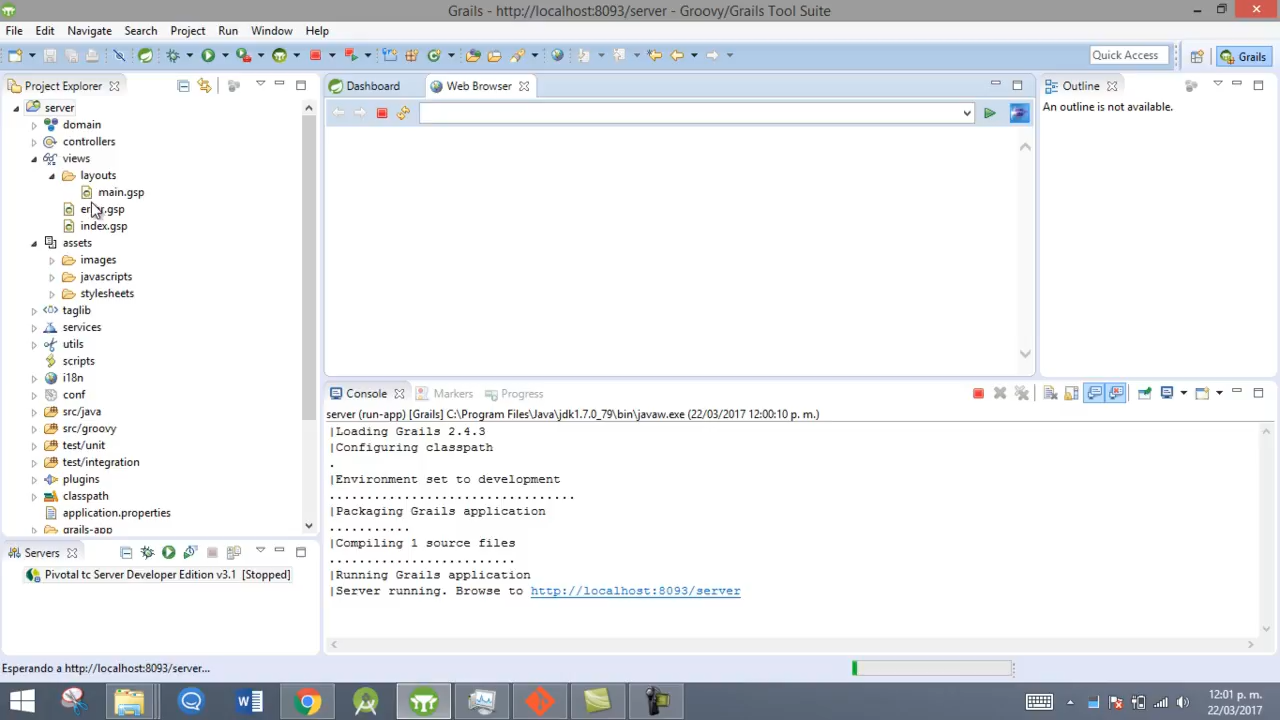 Grails - http://localhost:8093/server - Groovy/Grails Tool Suite
File Edit Navigate Search Project Run Window Help
Quick Access
Grails
Project Explorer
Dashboard
Web Browser
Outline
server
An outline is not available.
domain
controllers
views
layouts
main.gsp
error.gsp
index.gsp
assets
images
javascripts
stylesheets
taglib
services
utils
scripts
i18n
conf
src/java
src/groovy
test/unit
test/integration
plugins
classpath
application.properties
grails-app
Console
Markers
Progress
server (run-app) [Grails] C:\Program Files\Java\jdk1.7.0_79\bin\javaw.exe (22/03/2017 12:00:10 p. m.)
|Loading Grails 2.4.3
|Configuring classpath
.
|Environment set to development
................................
|Packaging Grails application
...........
|Compiling 1 source files
........................
|Running Grails application
|Server running. Browse to http://localhost:8093/server
Servers
Pivotal tc Server Developer Edition v3.1 [Stopped]
Esperando a http://localhost:8093/server...
12:01 p. m.
22/03/2017